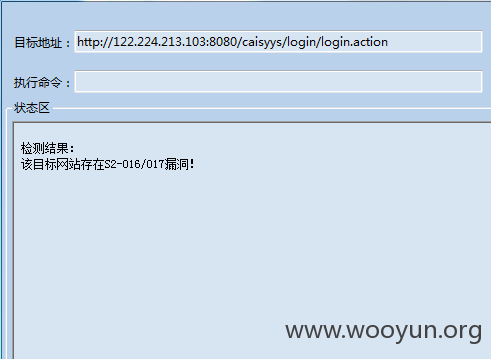 目标地址：http://122.224.213.103:8080/caisyys/login/login.action
执行命令：
状态区
检测结果:
该目标网站存在S2-016/017漏洞!
www.wooyun.org